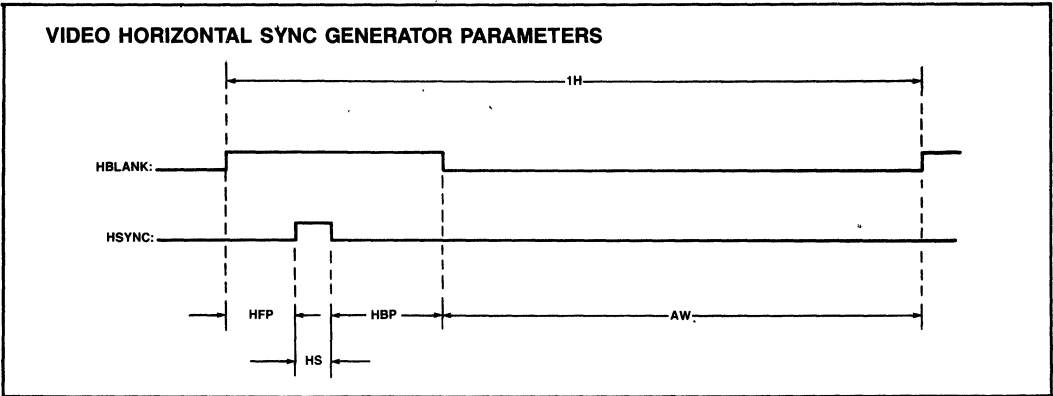 VIDEO HORIZONTAL SYNC GENERATOR PARAMETERS
1H
HBLANK:
HSYNC:
HFP
HBP
AW
HS